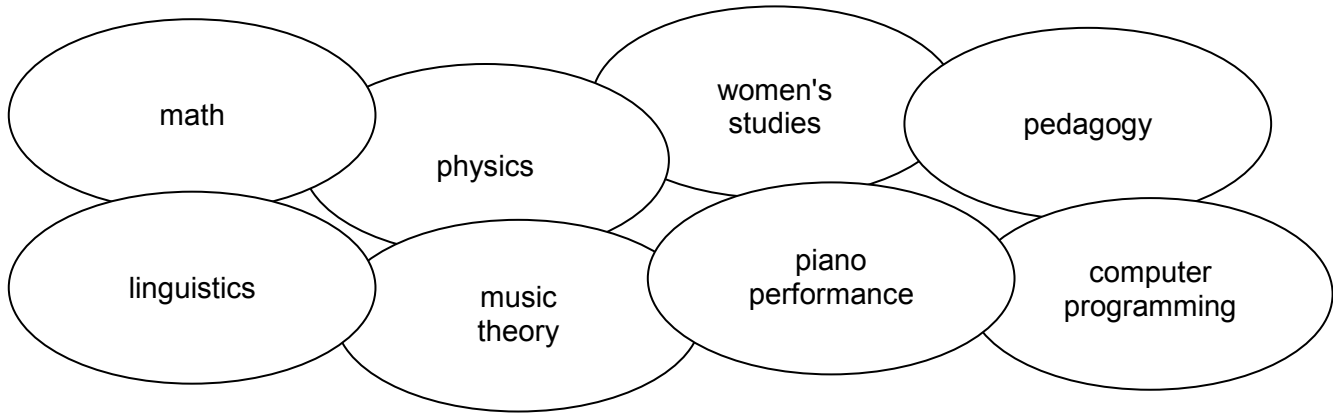 math
physics
women's
studies
pedagogy
linguistics
music
theory
piano
performance
computer
programming